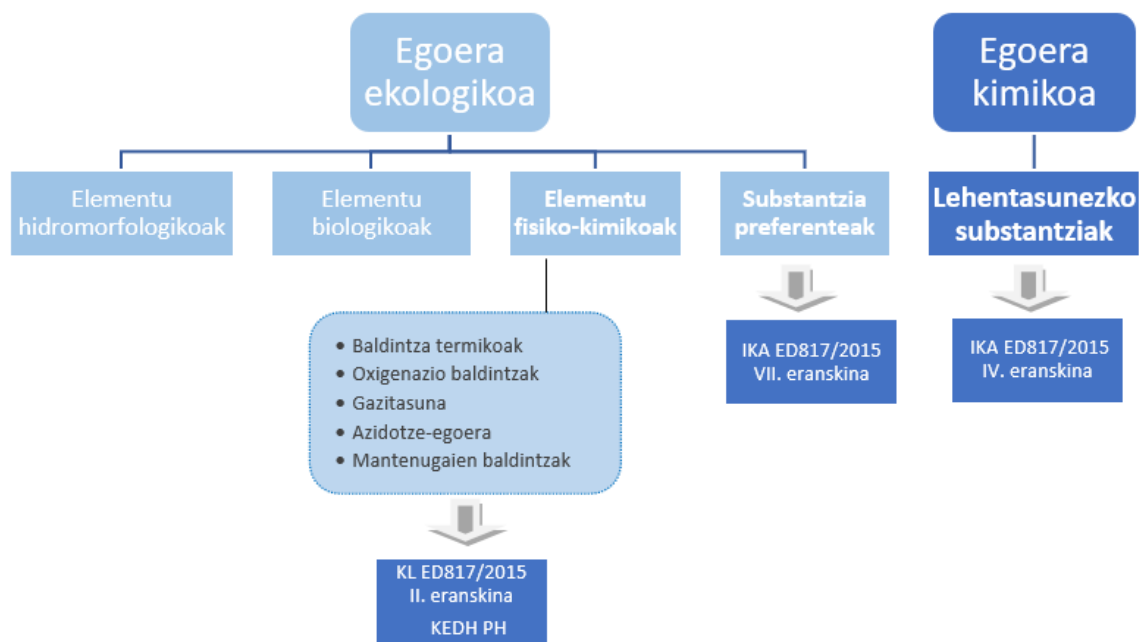 Egoera
ekologikoa
Egoera
kimikoa
Elementu
hidromorfologikoak
Elementu
biologikoak
Elementu
fisiko-kimikoak
Substantzia
preferenteak
Lehentasunezko
substantziak
• Baldintza termikoak
• Oxigenazio baldintzak
• Gazitasuna
• Azidotze-egoera
• Mantenugaien baldintzak
IKA ED817/2015
VII. eranskina
IKA ED817/2015
IV. eranskina
KL ED817/2015
II. eranskina
KEDH PH